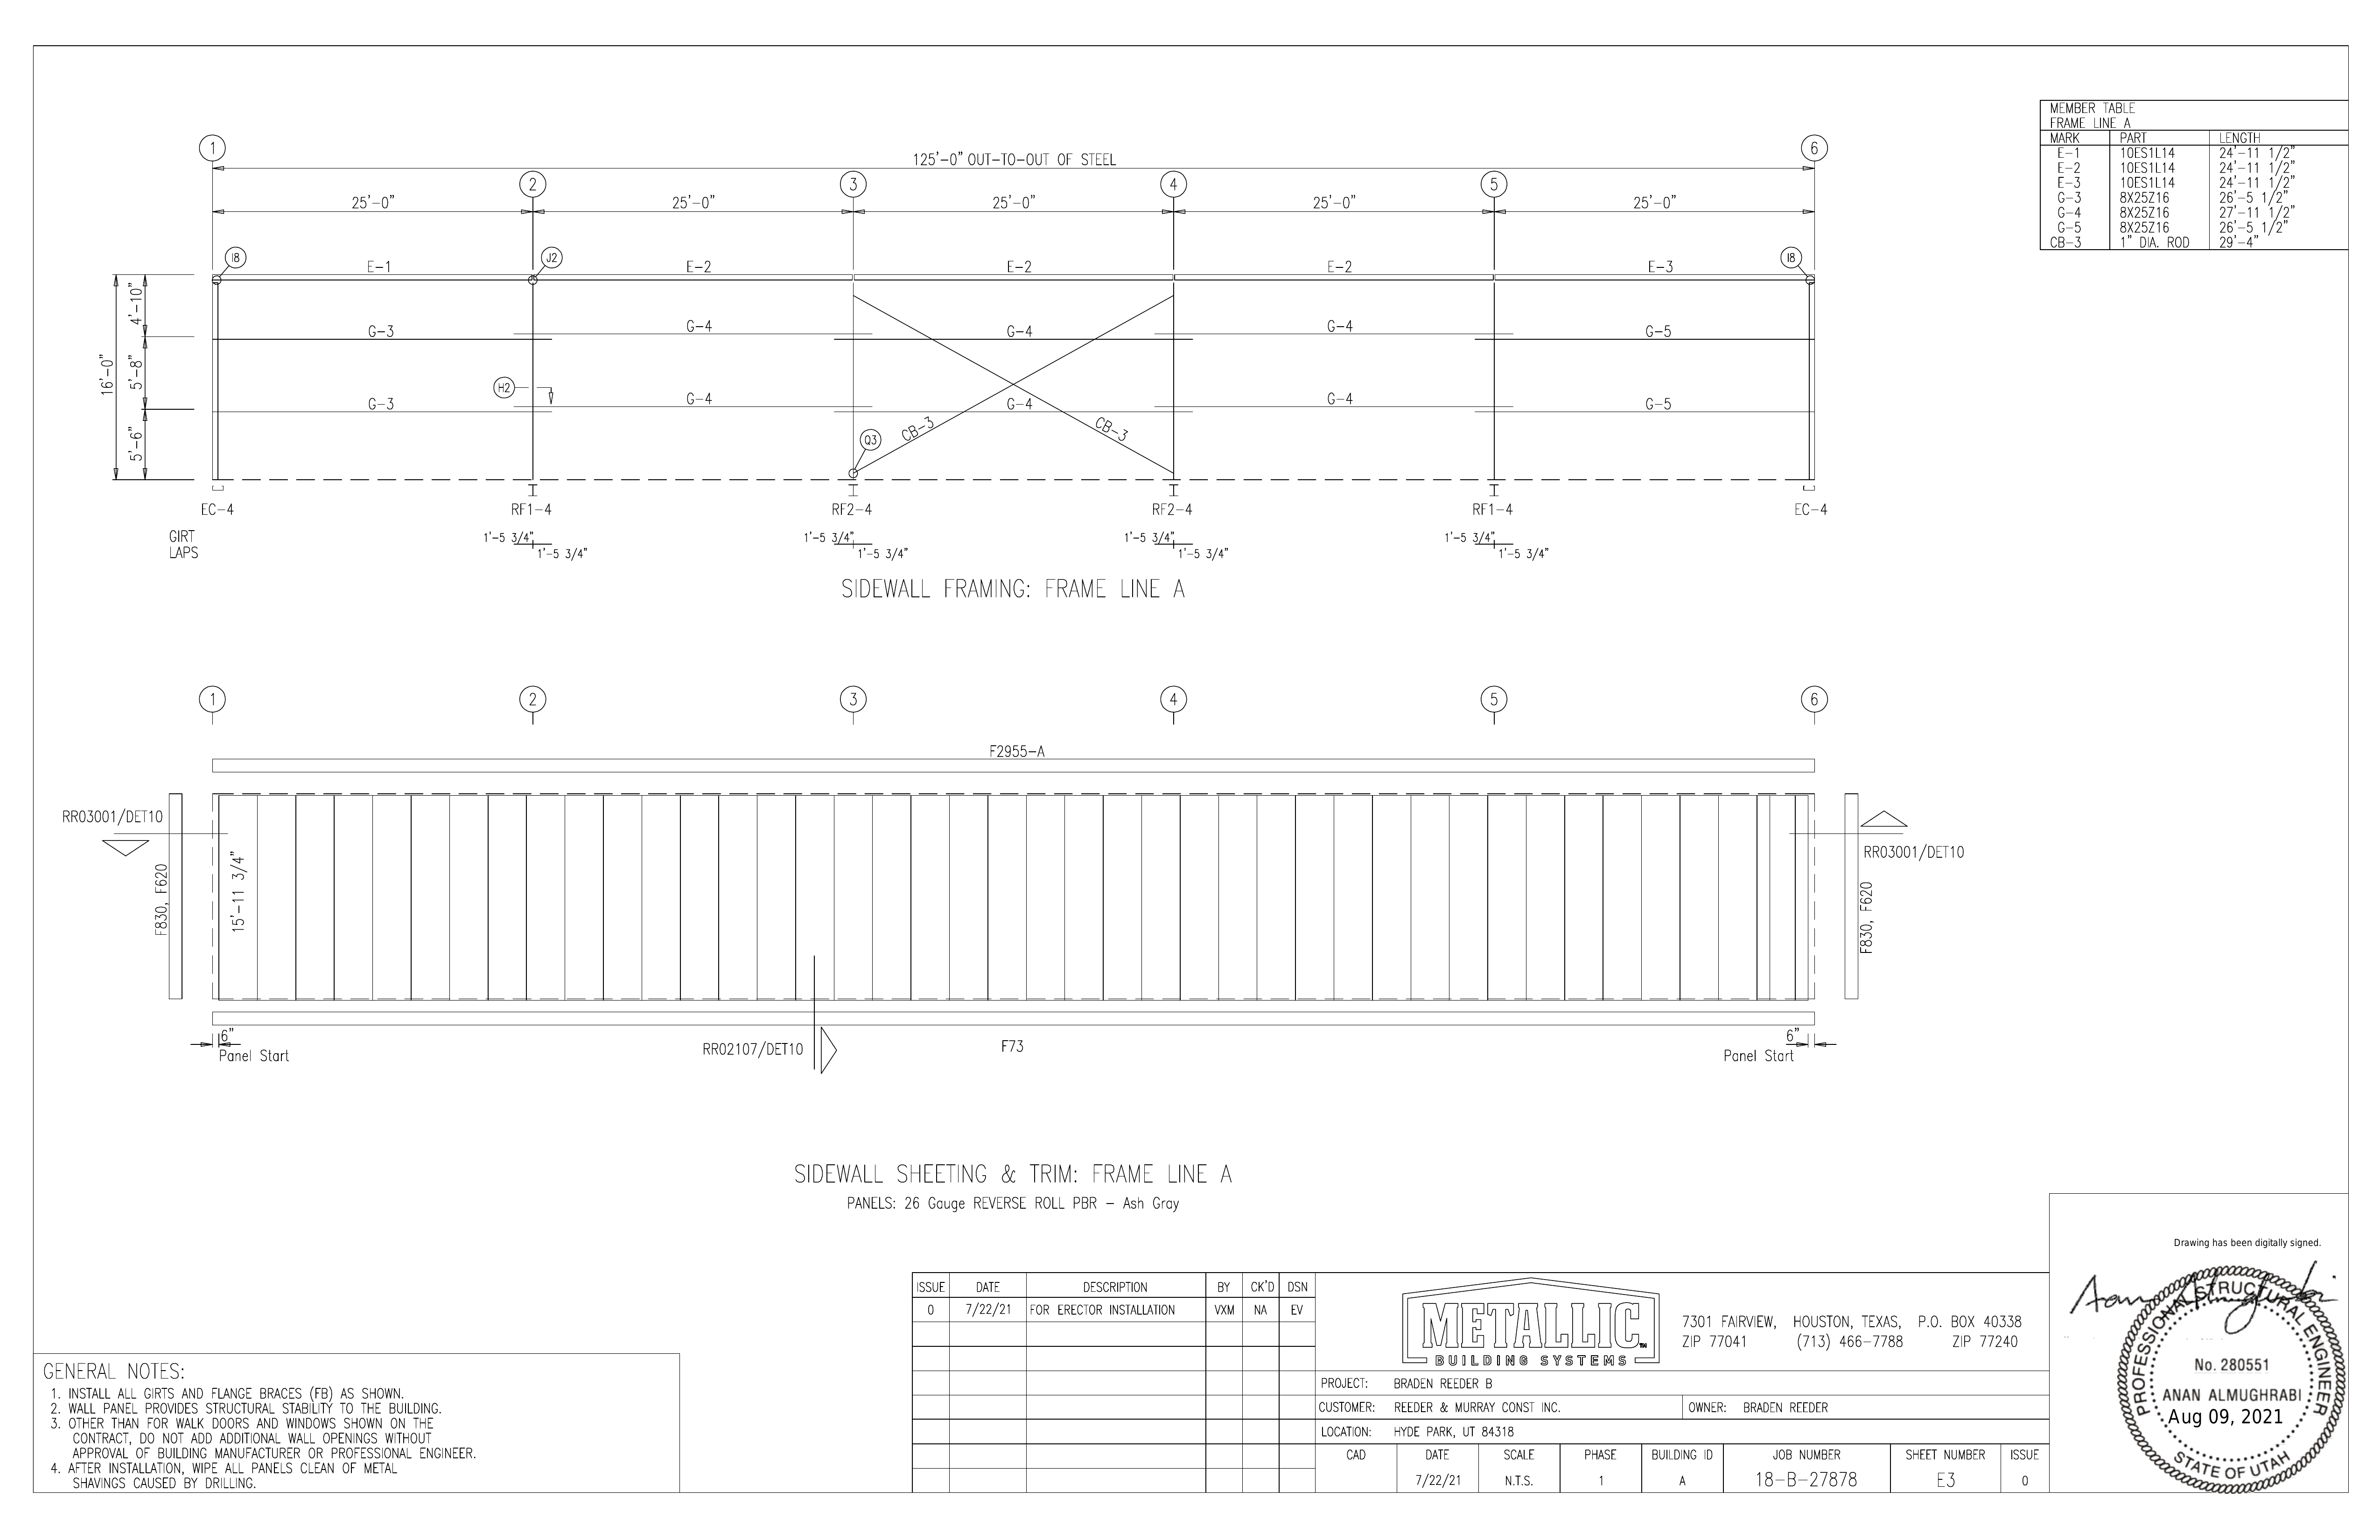 MEMBER TABLE
FRAME LINE A
MARK PART LENGTH
E-1 10ES1L14 24'-11 1/2"
E-2 10ES1L14 24'-11 1/2"
E-3 10ES1L14 24'-11 1/2"
G-3 8X25Z16 26'-5 1/2"
G-4 8X25Z16 27'-11 1/2"
G-5 8X25Z16 26'-5 1/2"
CB-3 1" DIA. ROD 29'-4"
1 6
125'-0" OUT-TO-OUT OF STEEL
2 3 4 5
25'-0" 25'-0" 25'-0" 25'-0" 25'-0"
I8 J2 I8
E-1 E-2 E-2 E-2 E-3
4'-10"
G-3 G-4 G-4 G-4 G-5
16'-0"
5'-8"
H2
G-3 G-4 G-4 G-4 G-5
5'-6"
Q3
CB-3 CB-3
EC-4 RF1-4 RF2-4 RF2-4 RF1-4 EC-4
GIRT
LAPS
1'-5 3/4" 1'-5 3/4" 1'-5 3/4" 1'-5 3/4"
1'-5 3/4" 1'-5 3/4" 1'-5 3/4" 1'-5 3/4"
SIDEWALL FRAMING: FRAME LINE A
1 2 3 4 5 6
F2955-A
RR03001/DET10
RR03001/DET10
F830, F620
15'-11 3/4"
F830, F620
6"
Panel Start
RR02107/DET10
F73
6"
Panel Start
SIDEWALL SHEETING & TRIM: FRAME LINE A
PANELS: 26 Gauge REVERSE ROLL PBR - Ash Gray
GENERAL NOTES:
1. INSTALL ALL GIRTS AND FLANGE BRACES (FB) AS SHOWN.
2. WALL PANEL PROVIDES STRUCTURAL STABILITY TO THE BUILDING.
3. OTHER THAN FOR WALK DOORS AND WINDOWS SHOWN ON THE
CONTRACT, DO NOT ADD ADDITIONAL WALL OPENINGS WITHOUT
APPROVAL OF BUILDING MANUFACTURER OR PROFESSIONAL ENGINEER.
4. AFTER INSTALLATION, WIPE ALL PANELS CLEAN OF METAL
SHAVINGS CAUSED BY DRILLING.
ISSUE DATE DESCRIPTION BY CK'D DSN
0 7/22/21 FOR ERECTOR INSTALLATION VXM NA EV
METALLIC TM
BUILDING SYSTEMS
7301 FAIRVIEW, HOUSTON, TEXAS, P.O. BOX 40338
ZIP 77041 (713) 466-7788 ZIP 77240
PROJECT: BRADEN REEDER B
CUSTOMER: REEDER & MURRAY CONST INC. OWNER: BRADEN REEDER
LOCATION: HYDE PARK, UT 84318
CAD DATE SCALE PHASE BUILDING ID JOB NUMBER SHEET NUMBER ISSUE
7/22/21 N.T.S. 1 A 18-B-27878 E3 0
Drawing has been digitally signed.
PROFESSIONAL STRUCTURAL ENGINEER
No. 280551
ANAN ALMUGHRABI
Aug 09, 2021
STATE OF UTAH